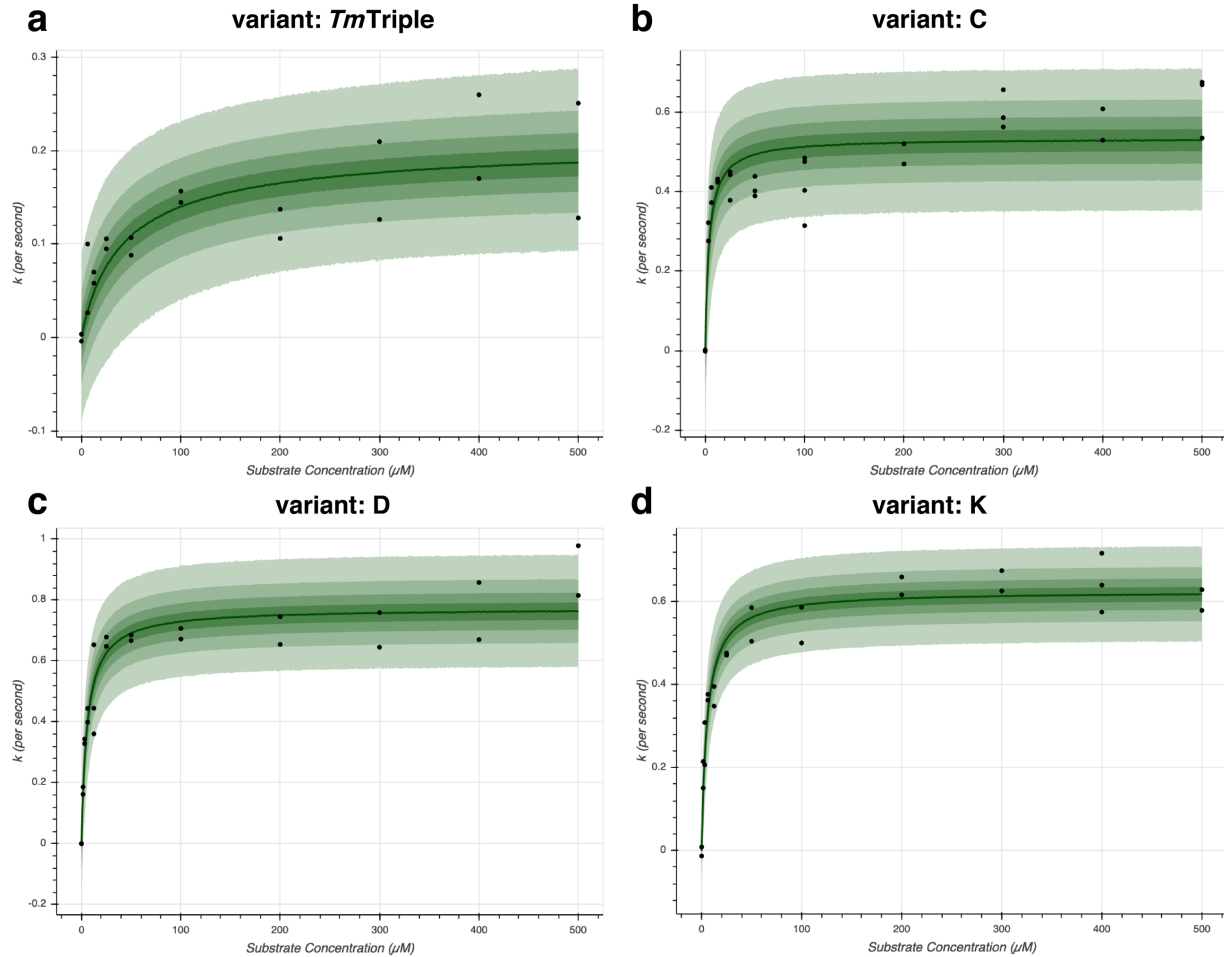 a
variant: TmTriple
0.3
0.2
0.1
0
-0.1
k (per second)
0
100
200
300
400
500
Substrate Concentration (μM)
b
variant: C
0.6
0.4
0.2
0
-0.2
k (per second)
0
100
200
300
400
500
Substrate Concentration (μM)
c
variant: D
1
0.8
0.6
0.4
0.2
0
-0.2
k (per second)
0
100
200
300
400
500
Substrate Concentration (μM)
d
variant: K
0.6
0.4
0.2
0
k (per second)
0
100
200
300
400
500
Substrate Concentration (μM)